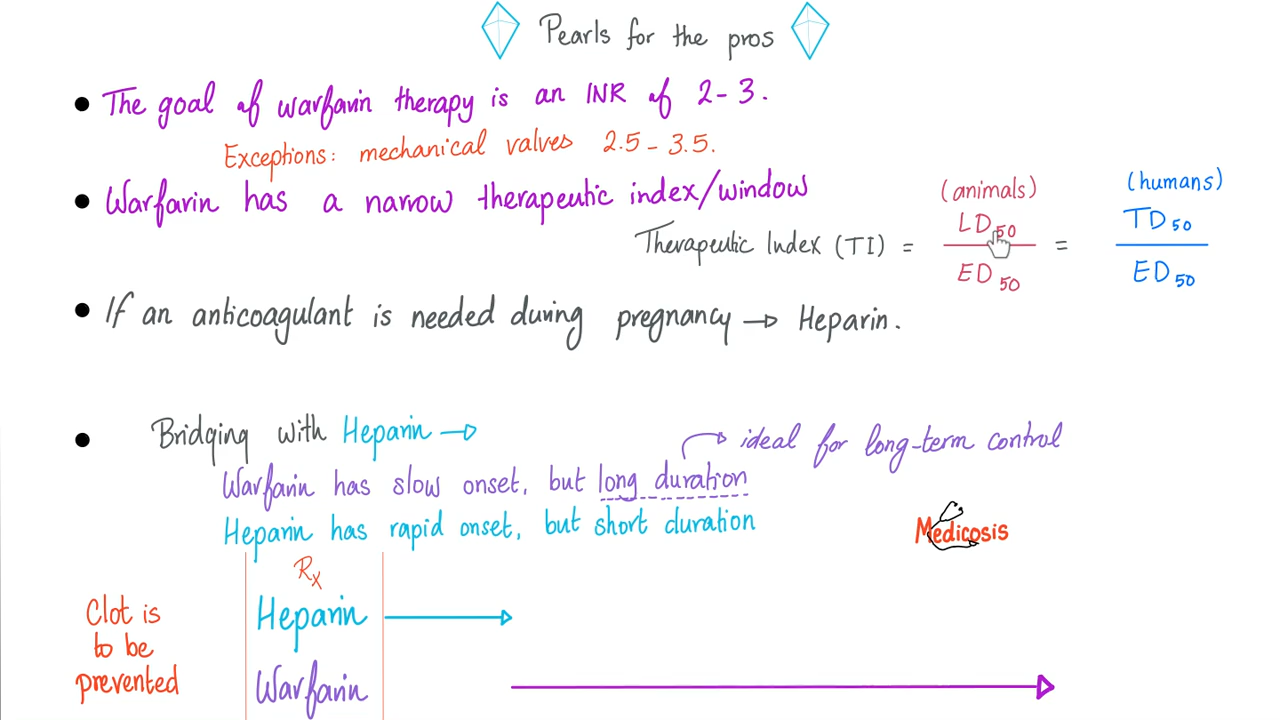 Pearls for the pros
• The goal of warfarin therapy is an INR of 2-3.
Exceptions: mechanical valves 2.5-3.5.
• Warfarin has a narrow therapeutic index/window
(animals)
(humans)
Therapeutic Index (TI) = LD50 / ED50 = TD50 / ED50
• If an anticoagulant is needed during pregnancy → Heparin.
• Bridging with Heparin →
ideal for long-term control
Warfarin has slow onset, but long duration
Heparin has rapid onset, but short duration
Medicosis
Rx
Clot is
to be
prevented
Heparin
Warfarin